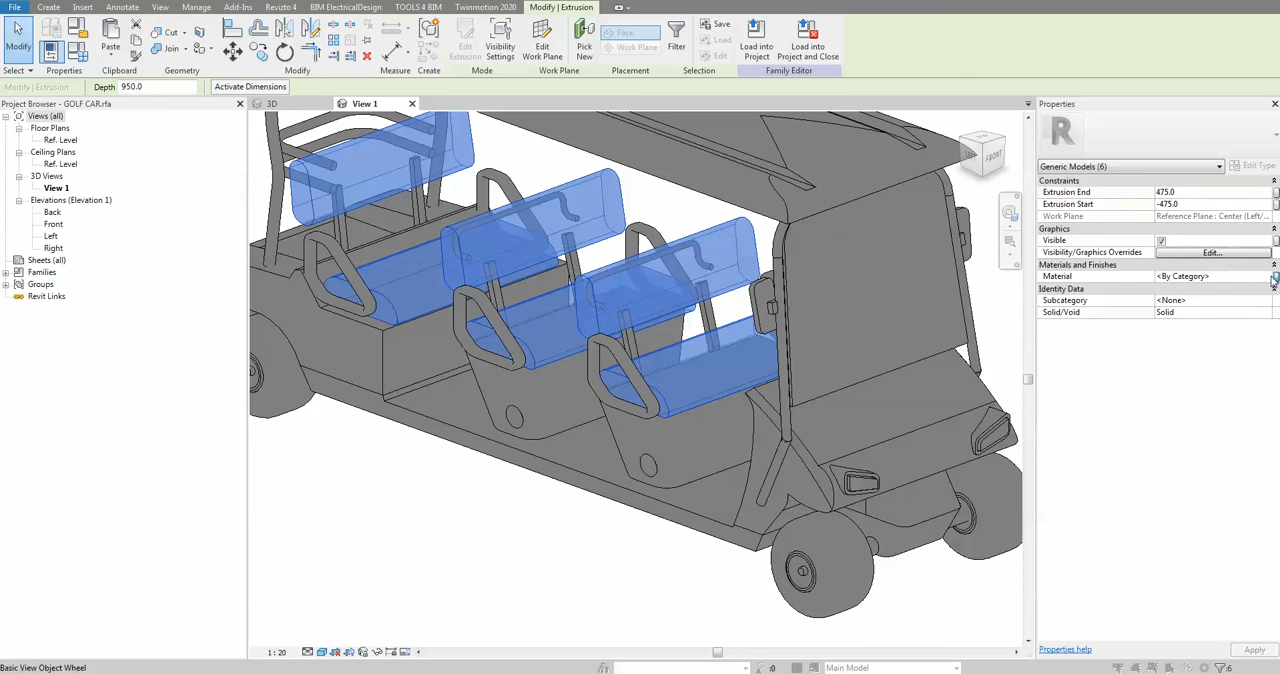 File Create Insert Annotate View Manage Add-Ins Revizto 4 BIM ElectricalDesign TOOLS 4 BIM Twinmotion 2020 Modify | Extrusion
Modify Paste Cut Join Edit Extrusion Visibility Settings Edit Work Plane Pick New Face Work Plane Filter Save Load Edit Load into Project Load into Project and Close
Select Properties Clipboard Geometry Modify Measure Create Mode Work Plane Placement Selection Family Editor
Modify | Extrusion Depth 950.0 Activate Dimensions
Project Browser - GOLF CAR.rfa
Views (all)
Floor Plans
Ref. Level
Ceiling Plans
Ref. Level
3D Views
View 1
Elevations (Elevation 1)
Back
Front
Left
Right
Sheets (all)
Families
Groups
Revit Links
3D View 1
FRONT
Properties
R
Generic Models (6) Edit Type
Constraints
Extrusion End 475.0
Extrusion Start -475.0
Work Plane Reference Plane : Center (Left/...
Graphics
Visible
Visibility/Graphics Overrides Edit...
Materials and Finishes
Material <By Category>
Identity Data
Subcategory <None>
Solid/Void Solid
Properties help Apply
1 : 20
Basic View Object Wheel :0 Main Model :6